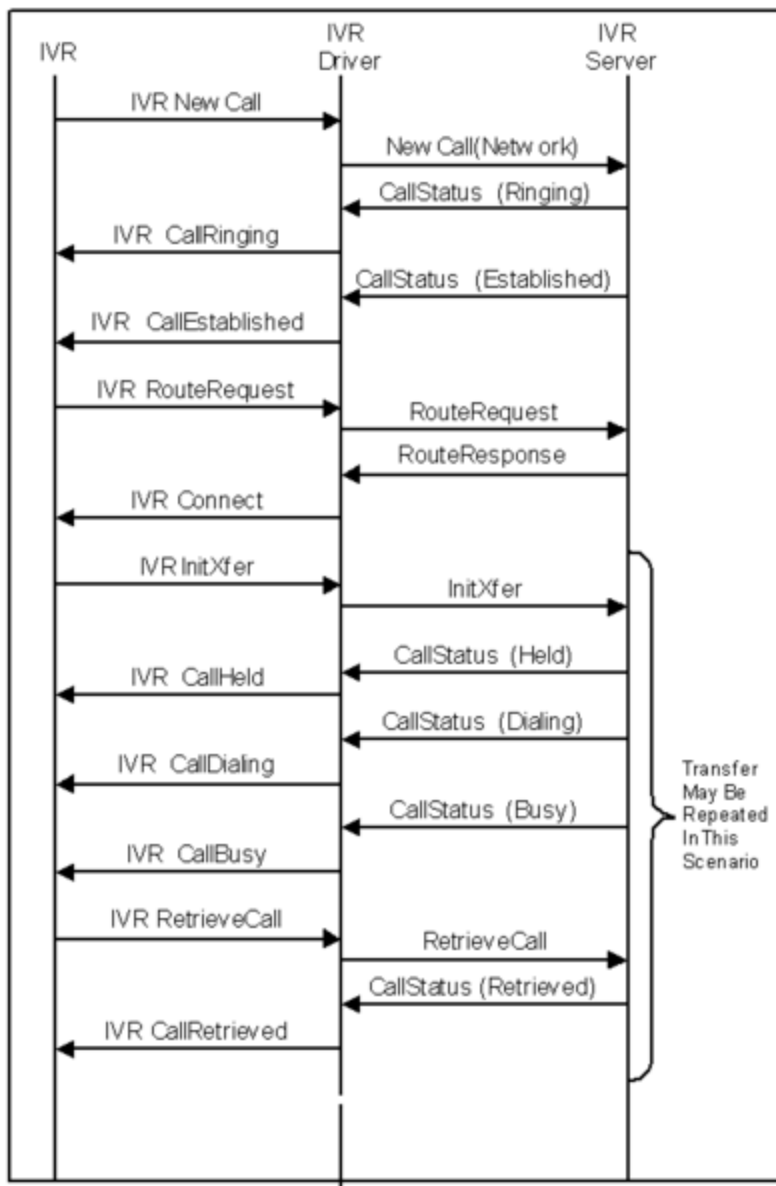 IVR
IVR
Driver
IVR
Server
IVR New Call
New Call(Network)
CallStatus (Ringing)
IVR CallRinging
CallStatus (Established)
IVR CallEstablished
IVR RouteRequest
RouteRequest
RouteResponse
IVR Connect
IVR InitXfer
InitXfer
CallStatus (Held)
IVR CallHeld
CallStatus (Dialing)
IVR CallDialing
CallStatus (Busy)
IVR CallBusy
IVR RetrieveCall
RetrieveCall
CallStatus (Retrieved)
IVR CallRetrieved
Transfer
May Be
Repeated
In This
Scenario